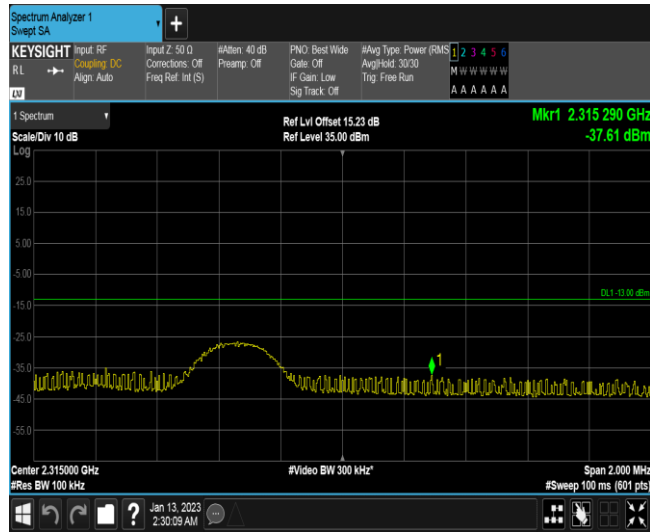 Spectrum Analyzer 1
Swept SA
+
KEYSIGHT
RL
LXI
Input: RF
Coupling: DC
Align: Auto
Input Z: 50 Ω
Corrections: Off
Freq Ref: Int (S)
#Atten: 40 dB
Preamp: Off
PNO: Best Wide
Gate: Off
IF Gain: Low
Sig Track: Off
#Avg Type: Power (RMS
Avg|Hold: 30/30
Trig: Free Run
1 2 3 4 5 6
M W W W W W
A A A A A A
1 Spectrum
Scale/Div 10 dB
Log
Ref Lvl Offset 15.23 dB
Ref Level 35.00 dBm
Mkr1 2.315 290 GHz
-37.61 dBm
25.0
15.0
5.00
-5.00
DL1 -13.00 dBm
-15.0
-25.0
-35.0
1
-45.0
-55.0
Center 2.315000 GHz
#Res BW 100 kHz
#Video BW 300 kHz*
Span 2.000 MHz
#Sweep 100 ms (601 pts)
?
Jan 13, 2023
2:30:09 AM